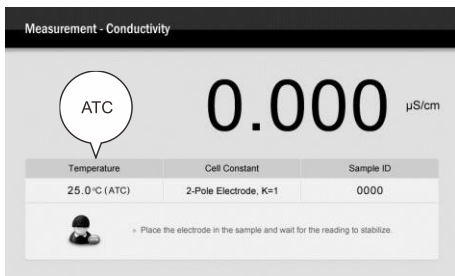 Measurement - Conductivity
ATC
0.000 µS/cm
Temperature Cell Constant Sample ID
25.0 °C (ATC) 2-Pole Electrode, K=1 0000
Place the electrode in the sample and wait for the reading to stabilize.